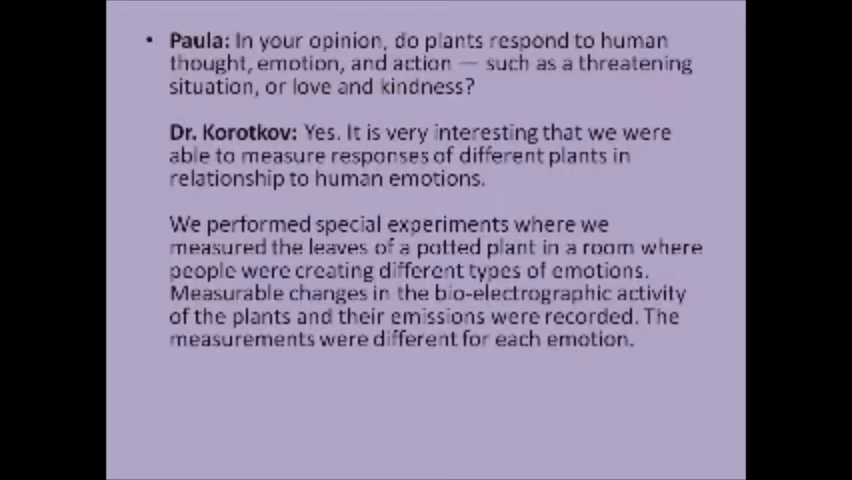 • Paula: In your opinion, do plants respond to human
thought, emotion, and action — such as a threatening
situation, or love and kindness?
Dr. Korotkov: Yes. It is very interesting that we were
able to measure responses of different plants in
relationship to human emotions.
We performed special experiments where we
measured the leaves of a potted plant in a room where
people were creating different types of emotions.
Measurable changes in the bio-electrographic activity
of the plants and their emissions were recorded. The
measurements were different for each emotion.